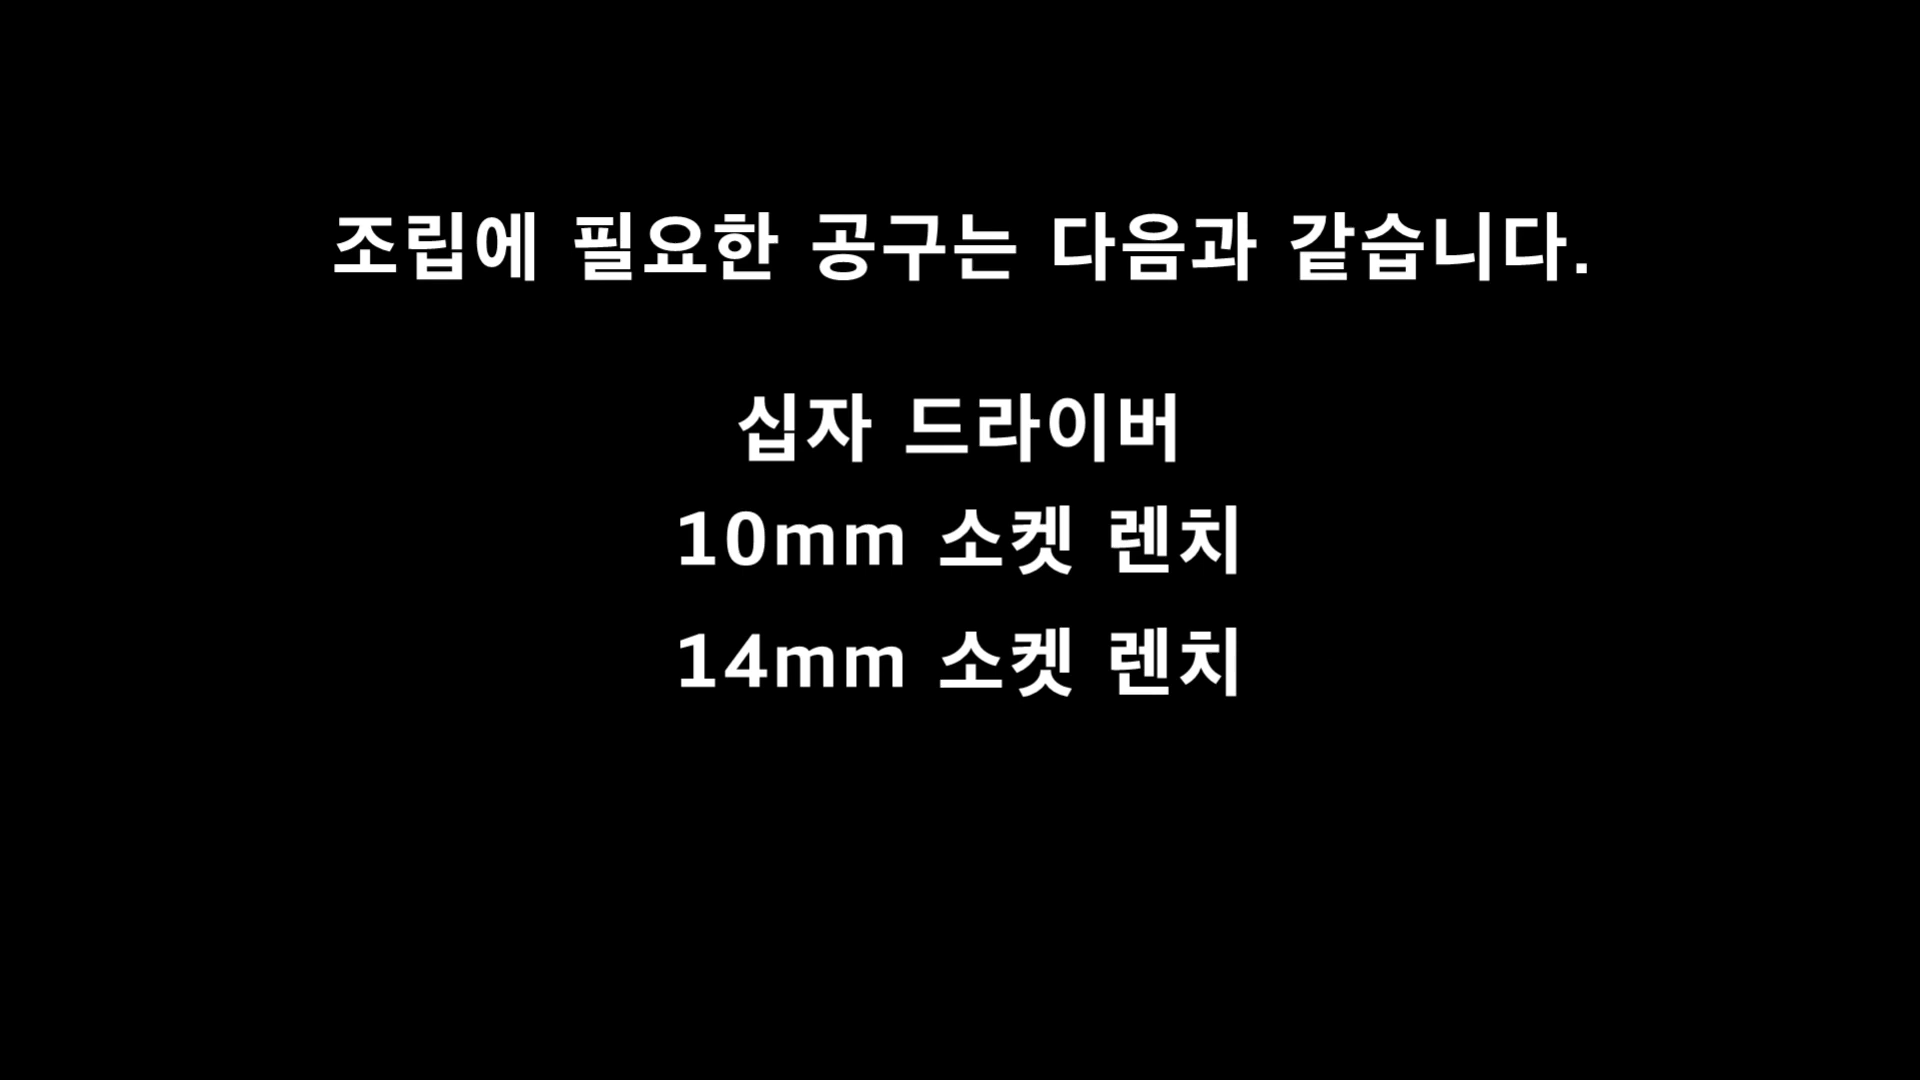 조립에 필요한 공구는 다음과 같습니다.
십자 드라이버
10mm 소켓 렌치
14mm 소켓 렌치